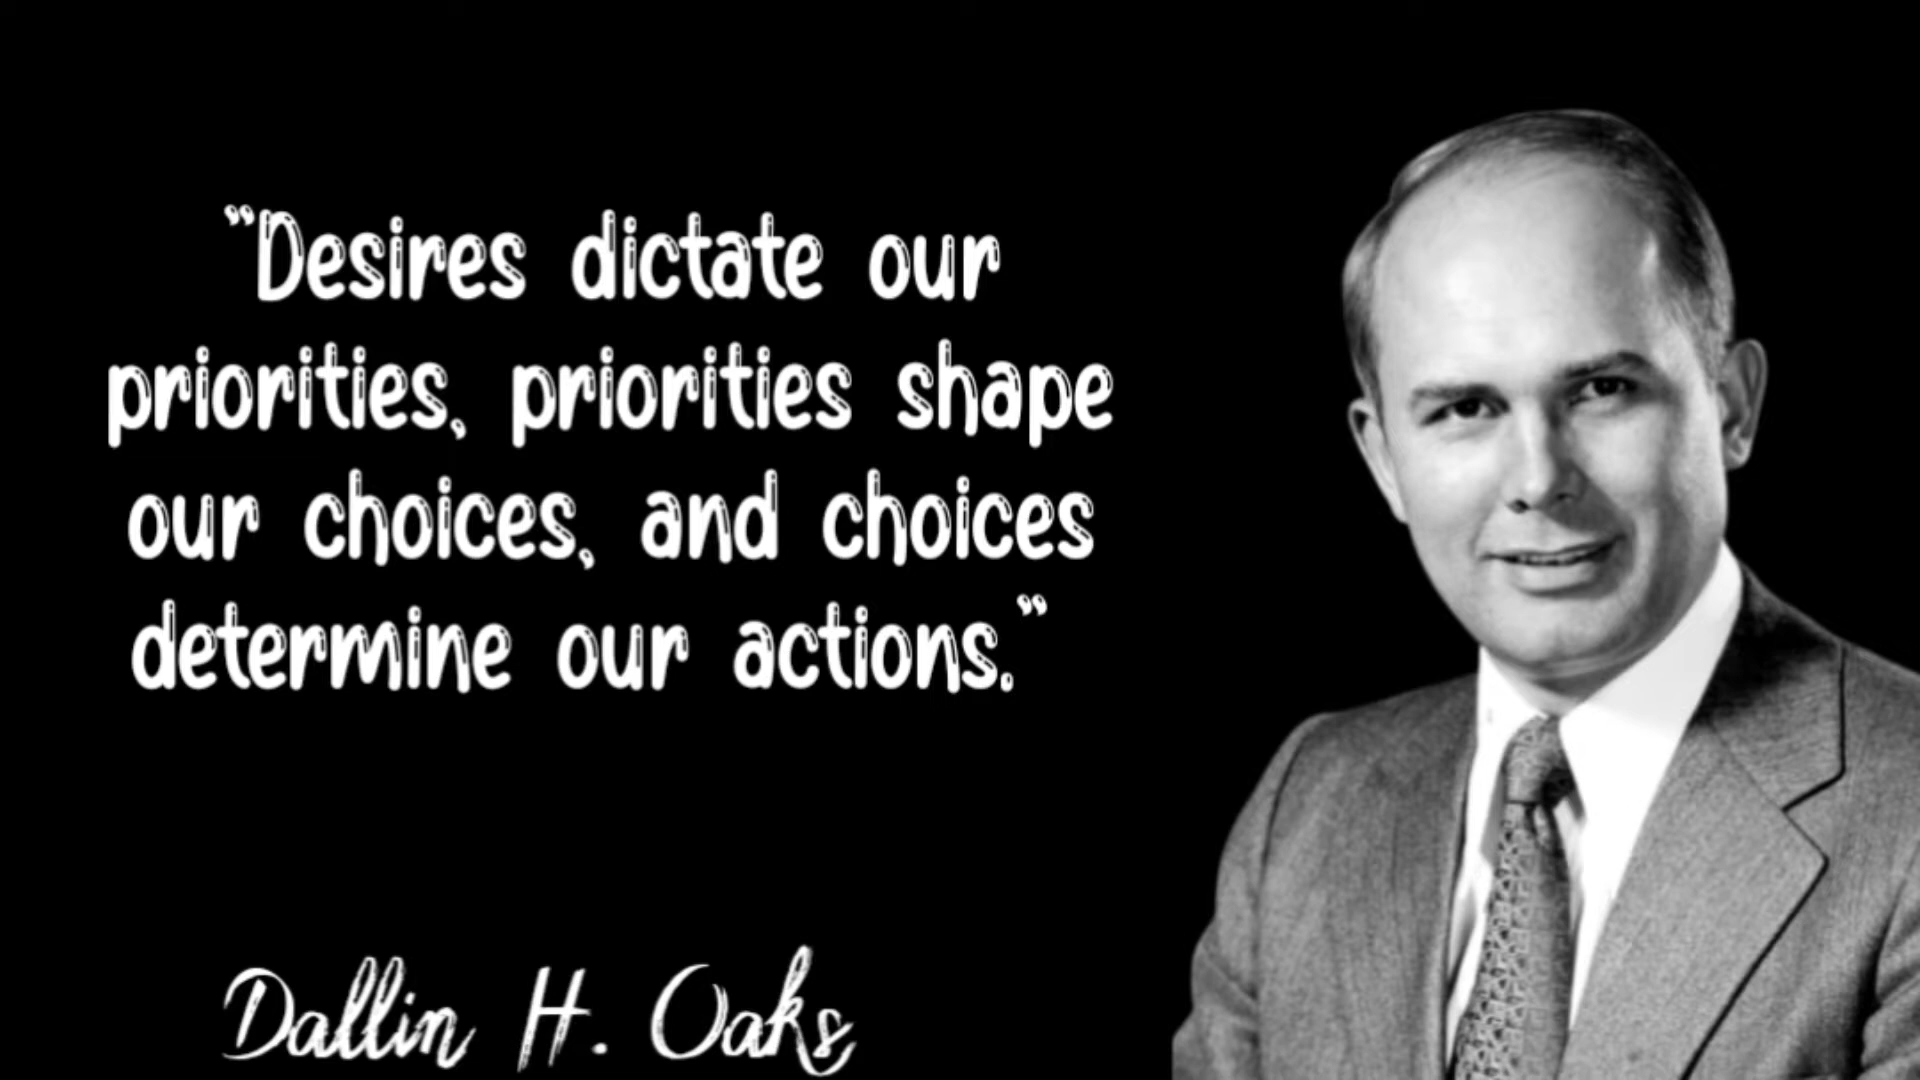 "Desires dictate our
priorities, priorities shape
our choices, and choices
determine our actions."
Dallin H. Oaks